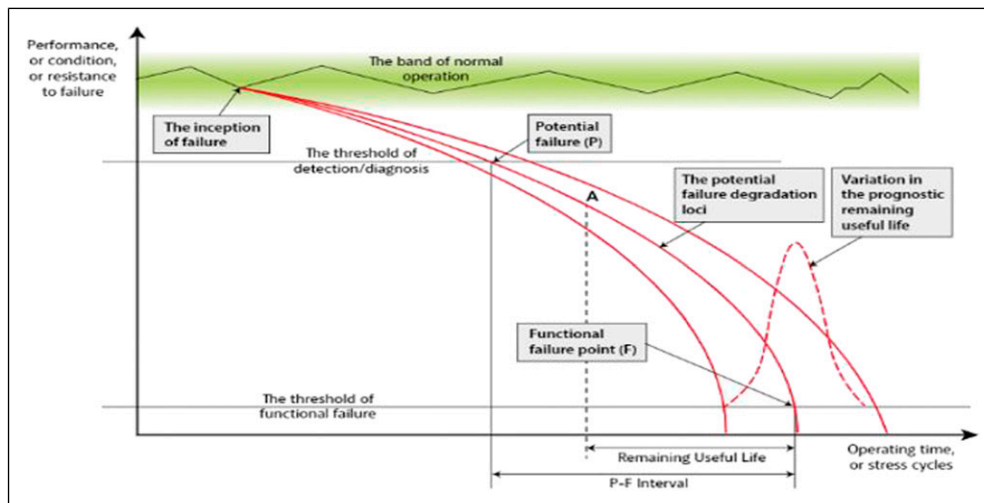 Performance,
or condition,
or resistance
to failure
The band of normal
operation
The inception
of failure
Potential
failure (P)
The threshold of
detection/diagnosis
A
The potential
failure degradation
loci
Variation in
the prognostic
remaining
useful life
Functional
failure point (F)
The threshold of
functional failure
Operating time,
or stress cycles
Remaining Useful Life
P-F Interval